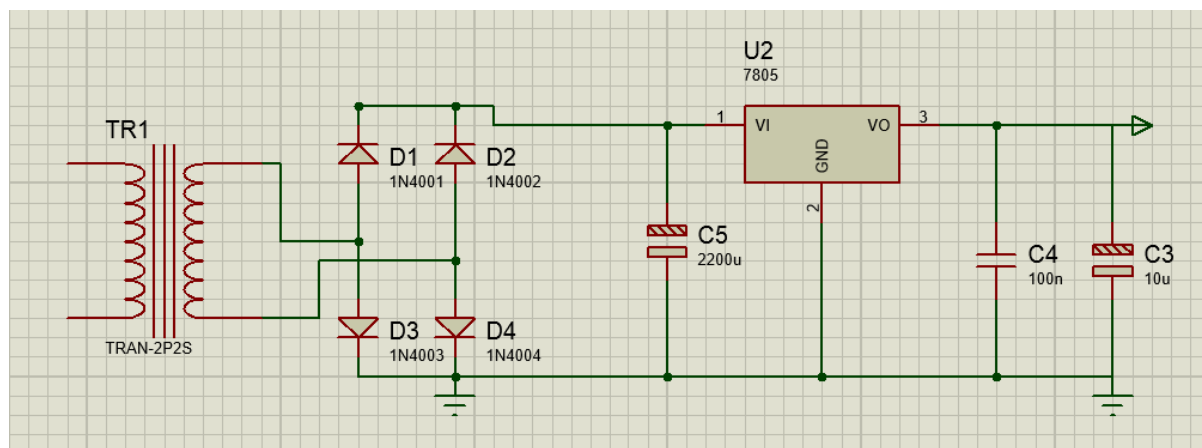 U2
7805
1
VI
VO
3
GND
2
TR1
TRAN-2P2S
D1
1N4001
D2
1N4002
D3
1N4003
D4
1N4004
C5
2200u
C4
100n
C3
10u